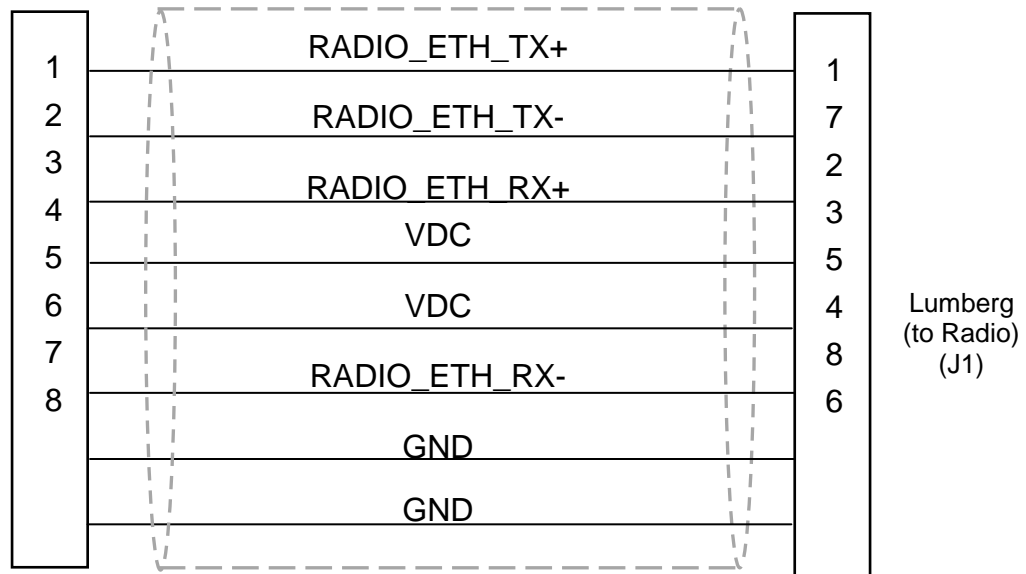 RADIO_ETH_TX+
1
1
2
RADIO_ETH_TX-
7
3
2
RADIO_ETH_RX+
4
3
VDC
5
5
6
VDC
4
Lumberg
(to Radio)
(J1)
7
8
RADIO_ETH_RX-
8
6
GND
GND